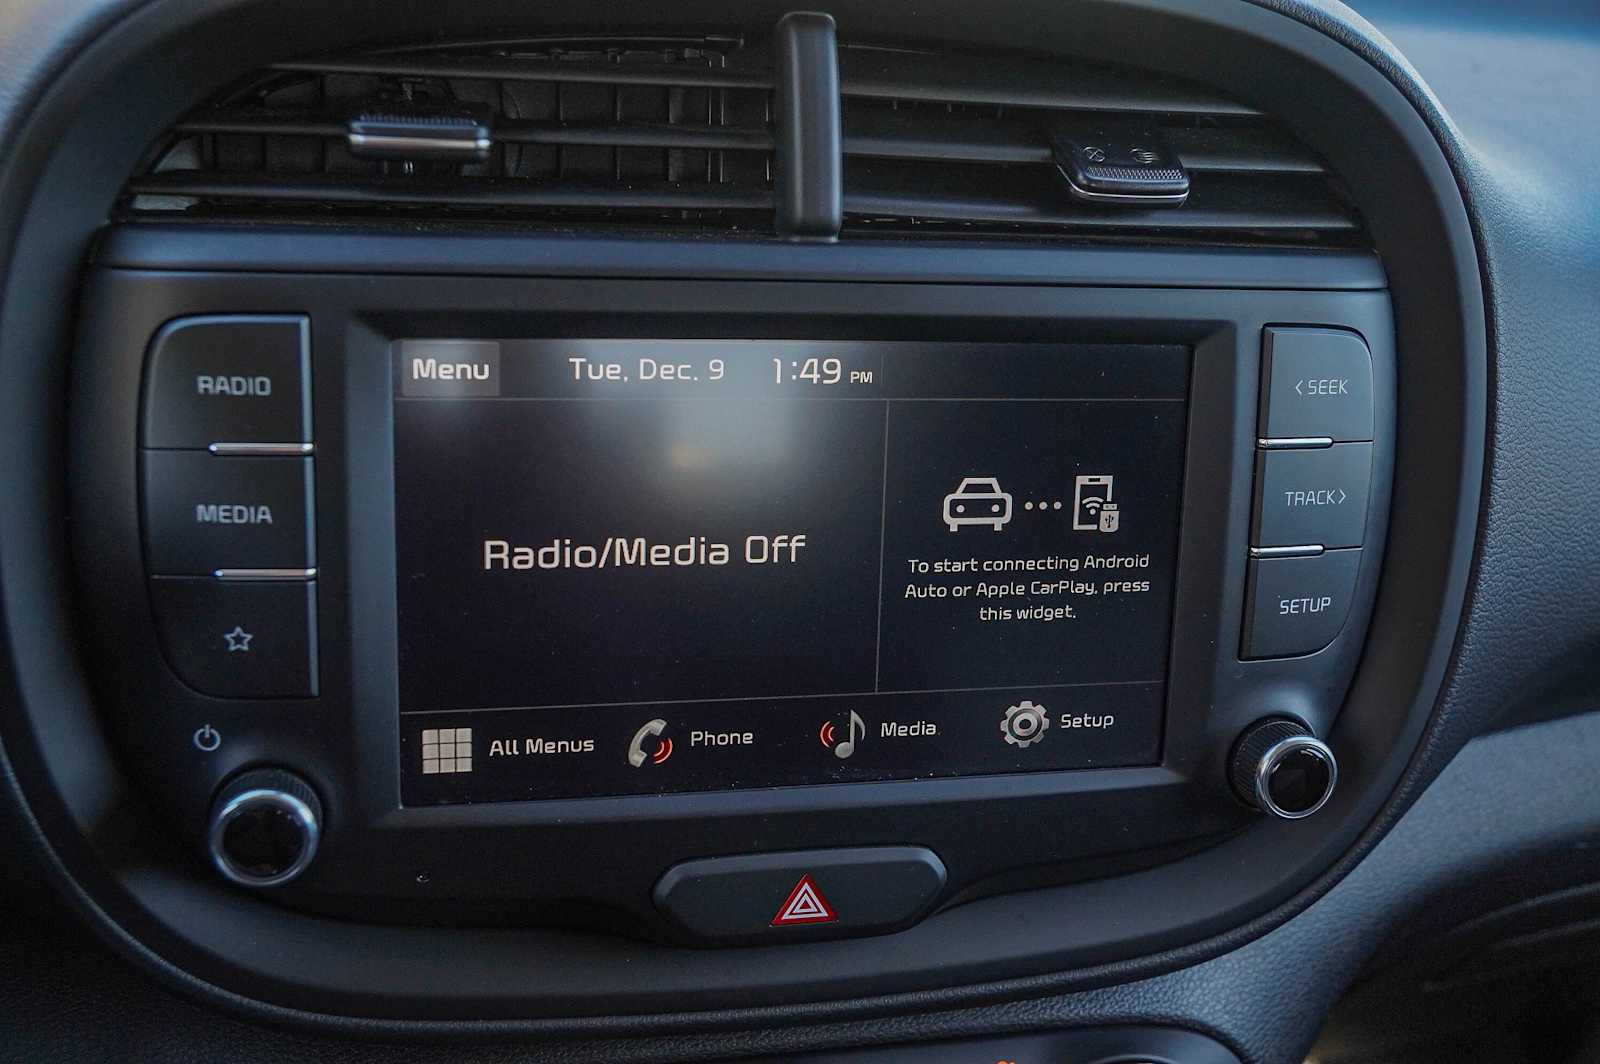 RADIO
MEDIA
Menu
Tue, Dec. 9
1:49 PM
Radio/Media Off
To start connecting Android
Auto or Apple CarPlay, press
this widget.
All Menus
Phone
Media
Setup
< SEEK
TRACK >
SETUP